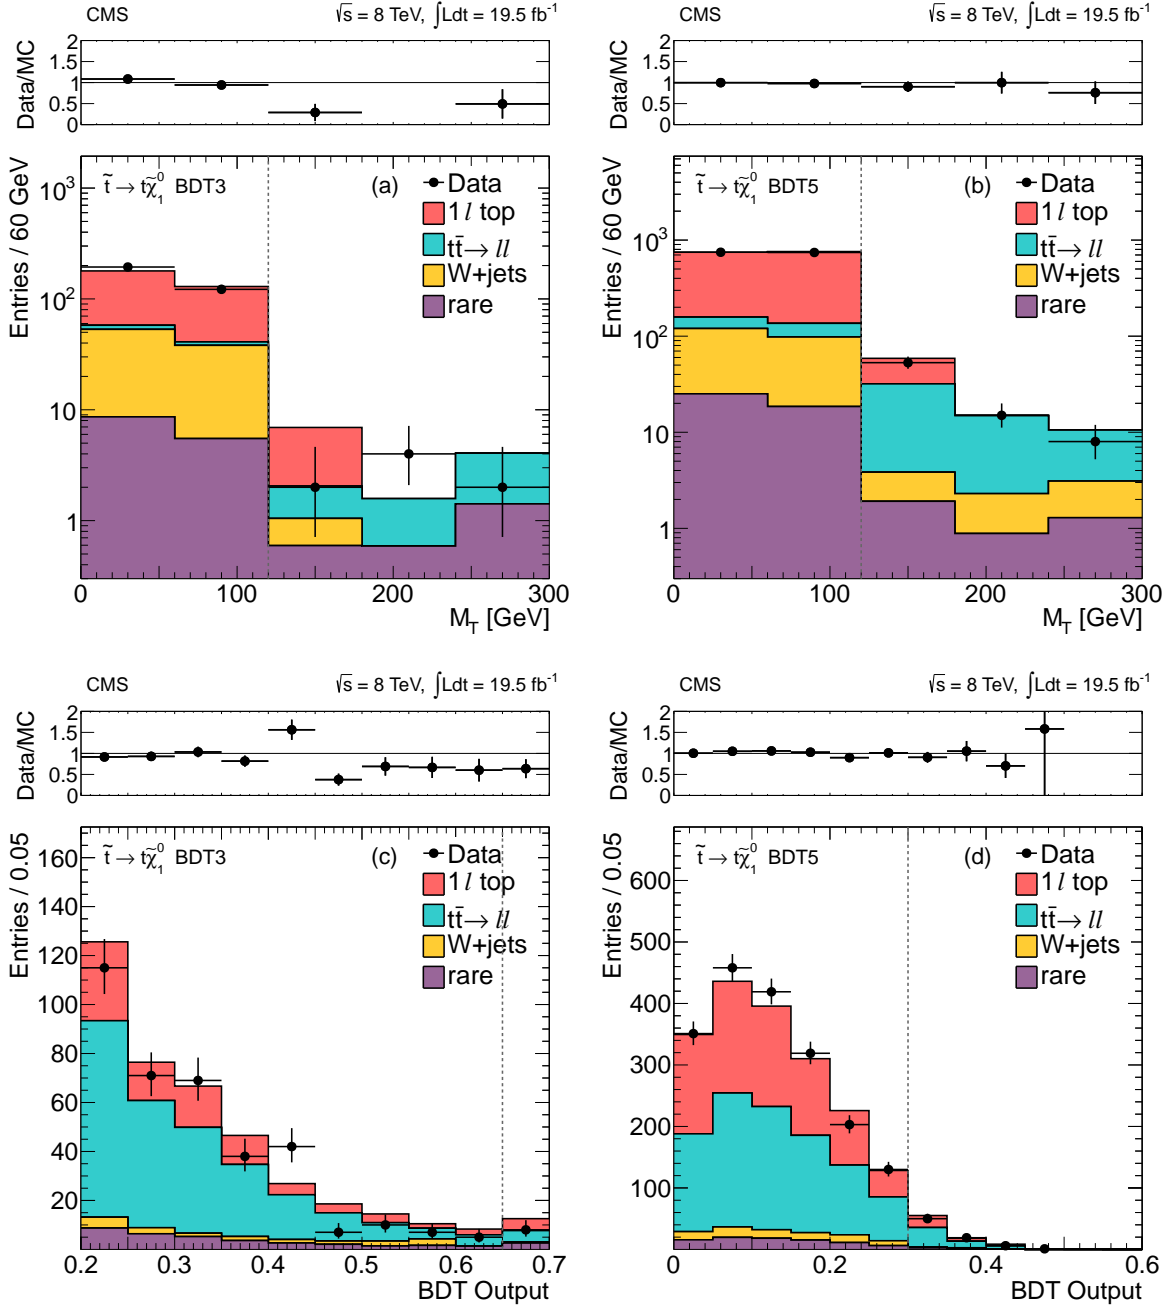 CMS √s = 8 TeV, ∫Ldt = 19.5 fb⁻¹
Data/MC
2
1.5
1
0.5
0
Entries / 60 GeV
t̃ → tχ̃₁⁰ BDT3
(a)
Data
1 l top
tt̄ → ll
W+jets
rare
10³
10²
10
1
0 100 200 300
M_T [GeV]
CMS √s = 8 TeV, ∫Ldt = 19.5 fb⁻¹
Data/MC
2
1.5
1
0.5
0
Entries / 60 GeV
t̃ → tχ̃₁⁰ BDT5
(b)
Data
1 l top
tt̄ → ll
W+jets
rare
10³
10²
10
1
0 100 200 300
M_T [GeV]
CMS √s = 8 TeV, ∫Ldt = 19.5 fb⁻¹
Data/MC
2
1.5
1
0.5
0
Entries / 0.05
t̃ → tχ̃₁⁰ BDT3
(c)
Data
1 l top
tt̄ → ll
W+jets
rare
160
140
120
100
80
60
40
20
0.2 0.3 0.4 0.5 0.6 0.7
BDT Output
CMS √s = 8 TeV, ∫Ldt = 19.5 fb⁻¹
Data/MC
2
1.5
1
0.5
0
Entries / 0.05
t̃ → tχ̃₁⁰ BDT5
(d)
Data
1 l top
tt̄ → ll
W+jets
rare
600
500
400
300
200
100
0 0.2 0.4 0.6
BDT Output